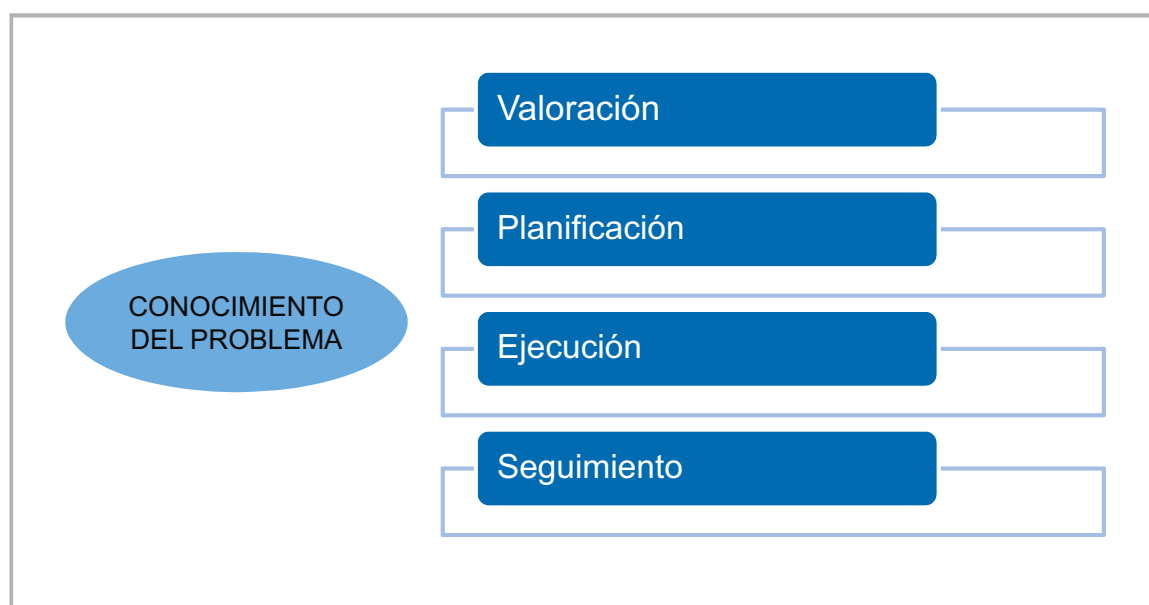 Valoración
Planificación
CONOCIMIENTO
DEL PROBLEMA
Ejecución
Seguimiento